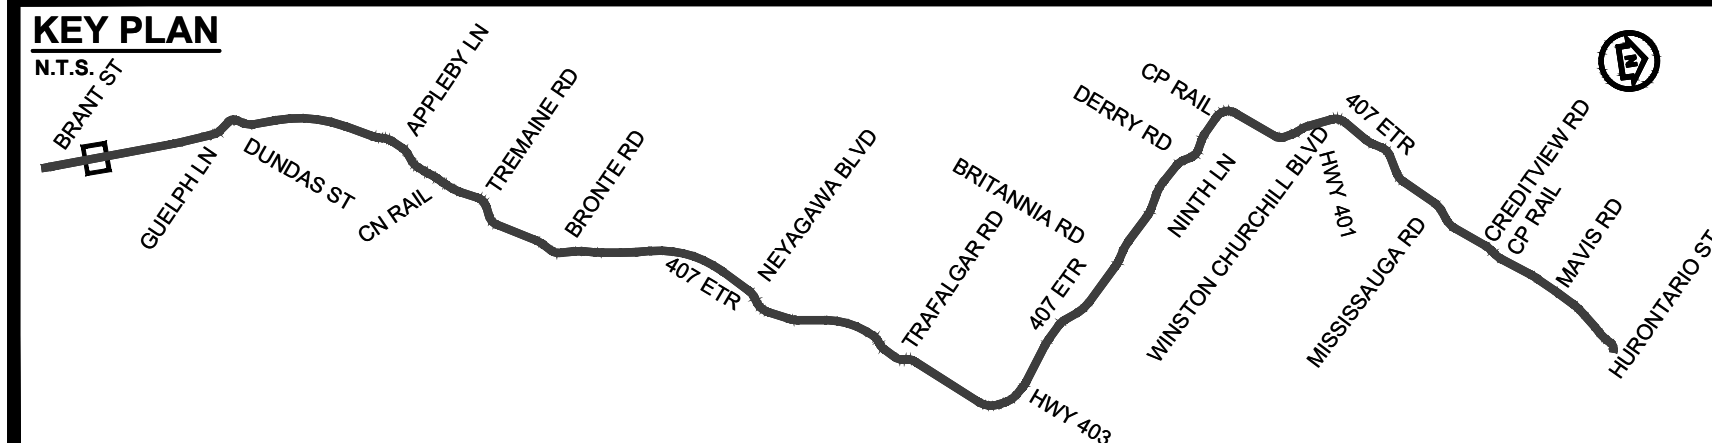 KEY PLAN
N.T.S.
BRANT ST
GUELPH LN
DUNDAS ST
CN RAIL
APPLEBY LN
TREMAINE RD
BRONTE RD
407 ETR
NEYAGAWA BLVD
TRAFALGAR RD
HWY 403
407 ETR
BRITANNIA RD
DERRY RD
CP RAIL
NINTH LN
WINSTON CHURCHILL BLVD
HWY 401
407 ETR
MISSISSAUGA RD
CREDITVIEW RD
CP RAIL
MAVIS RD
HURONTARIO ST
N